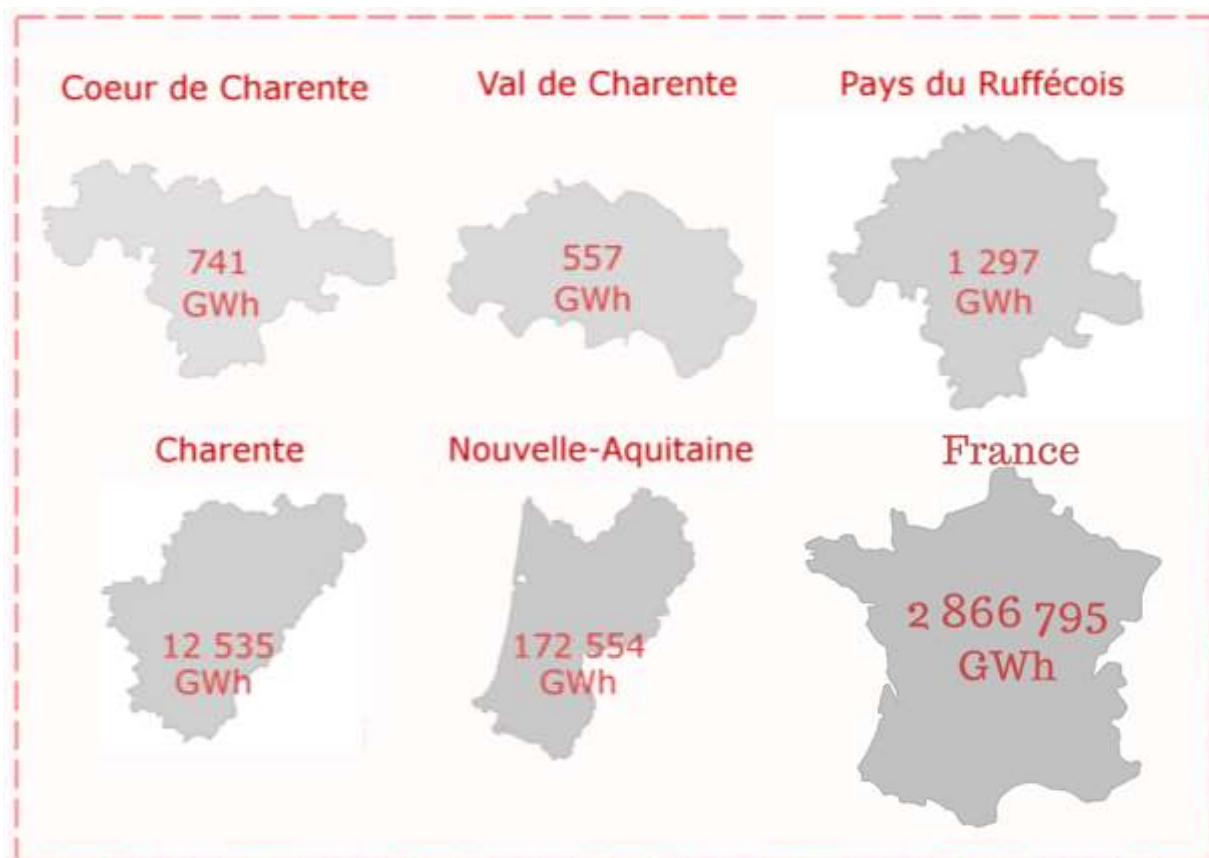 Coeur de Charente
741
GWh
Val de Charente
557
GWh
Pays du Ruffécois
1 297
GWh
Charente
12 535
GWh
Nouvelle-Aquitaine
172 554
GWh
France
2 866 795
GWh